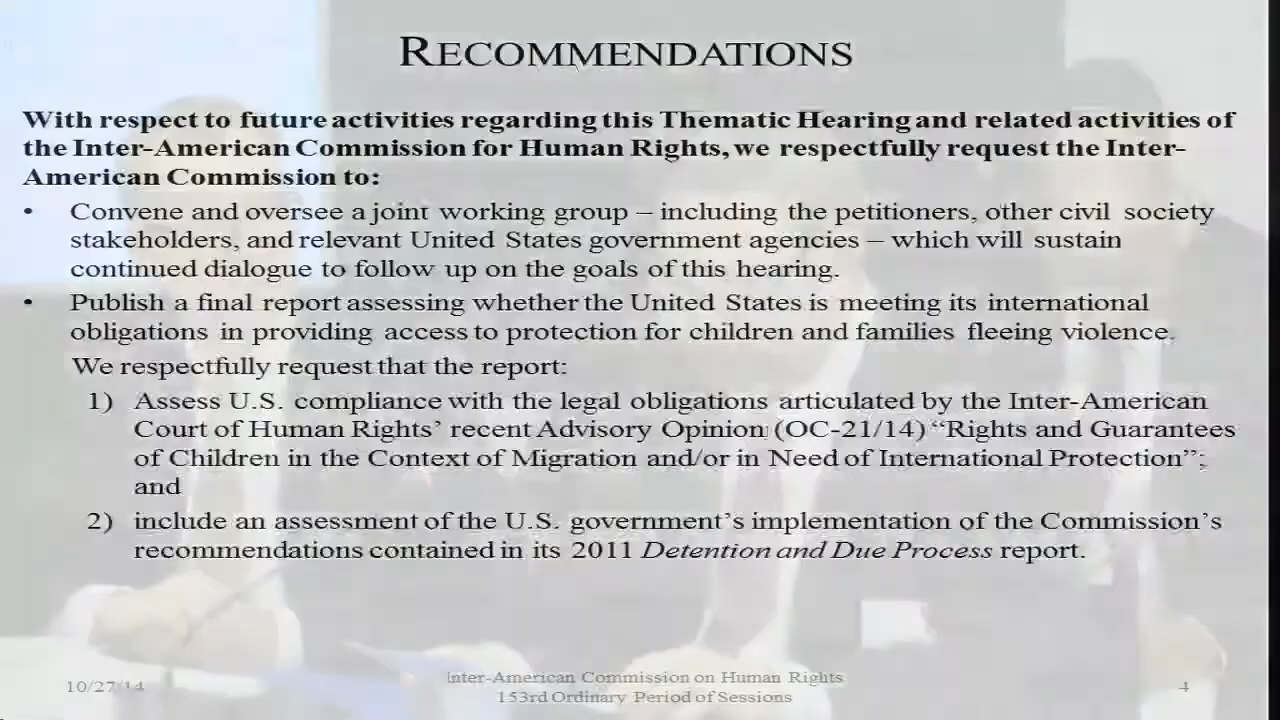 RECOMMENDATIONS
With respect to future activities regarding this Thematic Hearing and related activities of
the Inter-American Commission for Human Rights, we respectfully request the Inter-
American Commission to:
• Convene and oversee a joint working group – including the petitioners, other civil society
stakeholders, and relevant United States government agencies – which will sustain
continued dialogue to follow up on the goals of this hearing.
• Publish a final report assessing whether the United States is meeting its international
obligations in providing access to protection for children and families fleeing violence.
We respectfully request that the report:
1) Assess U.S. compliance with the legal obligations articulated by the Inter-American
Court of Human Rights’ recent Advisory Opinion (OC-21/14) “Rights and Guarantees
of Children in the Context of Migration and/or in Need of International Protection”;
and
2) include an assessment of the U.S. government’s implementation of the Commission’s
recommendations contained in its 2011 Detention and Due Process report.
10/27/14
Inter-American Commission on Human Rights
153rd Ordinary Period of Sessions
4